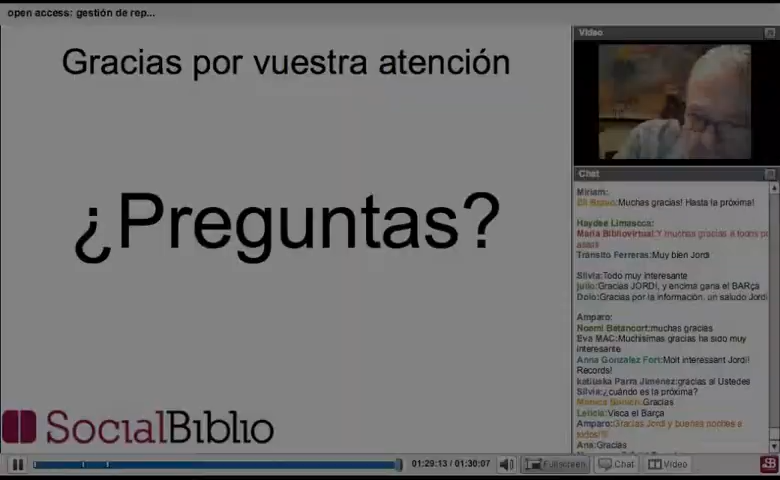 open access: gestión de rep...
Gracias por vuestra atención
¿Preguntas?
SocialBiblio
Video
Chat
Miriam:
Muchas gracias! Hasta la próxima!
Haydee Limascca:
Maria Bibliovirtual:Y muchas gracias a todos po
Transito Ferreras:Muy bien Jordi
Silvia:Todo muy interesante
julio:Gracias JORDI, y encima gana el BARça
Dolo:Gracias por la información. un saludo Jordi
Amparo:
Noemi Betancort:muchas gracias
Eva MAC:Muchísimas gracias ha sido muy
interesante
Anna Gonzalez Fort:Molt interessant Jordi!
Records!
katiuska Parra Jiménez:gracias al Ustedes
Silvia:¿cuándo es la próxima?
Gracias
Leticia:Visca el Barça
Amparo:Gracias Jordi y buenas noches a
todos!!!
Ana:Gracias
01:29:13 / 01:30:07
Fullscreen
Chat
Video
SB